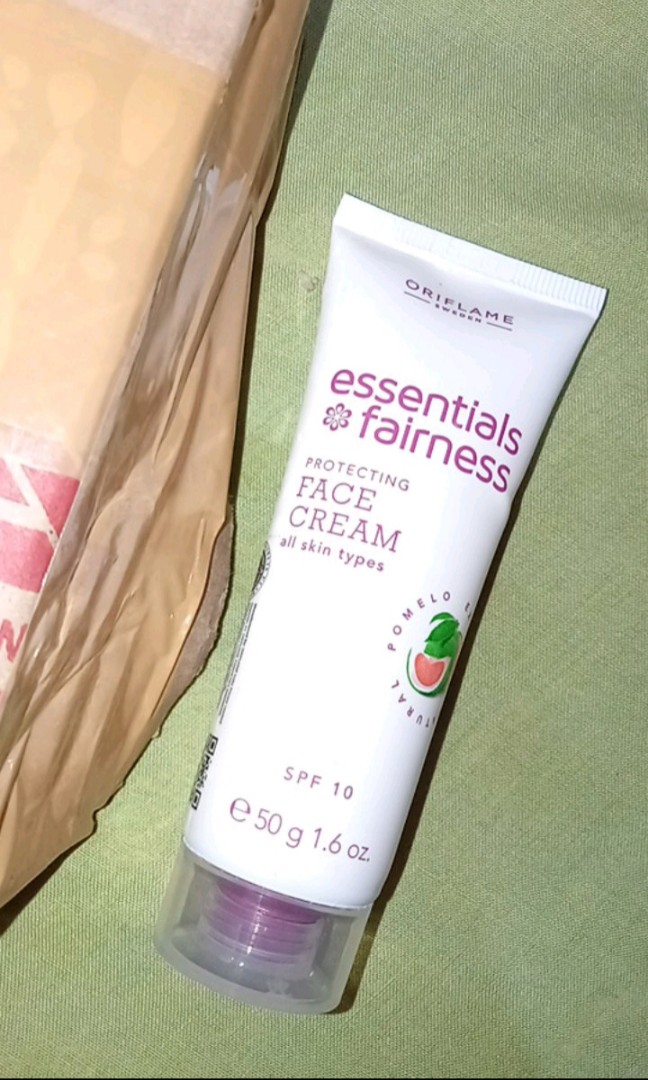 ORIFLAME
SWEDEN
essentials
fairness
PROTECTING
FACE
CREAM
all skin types
POMELO
SPF 10
e 50 g 1.6 oz.